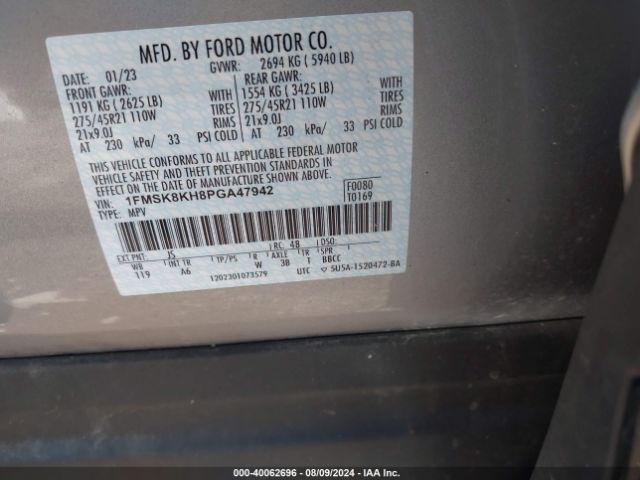 MFD. BY FORD MOTOR CO.
DATE: 01/23 GVWR: 2694 KG ( 5940 LB)
FRONT GAWR: REAR GAWR:
1191 KG ( 2625 LB) WITH 1554 KG ( 3425 LB) WITH
275/45R21 110W TIRES 275/45R21 110W TIRES
21x9.0J RIMS 21x9.0J RIMS
AT 230 kPa/ 33 PSI COLD AT 230 kPa/ 33 PSI COLD
THIS VEHICLE CONFORMS TO ALL APPLICABLE FEDERAL MOTOR
VEHICLE SAFETY AND THEFT PREVENTION STANDARDS IN
EFFECT ON THE DATE OF MANUFACTURE SHOWN ABOVE.
VIN: 1FMSK8KH8PGA47942 F0080
TYPE: MPV T0169
EXT PNT: JS RC: 48 DSO:
WB INT TR TP/PS R AXLE TR SPR
119 A6 W 3B T BBCC
1202301073579 UTC 5U5A-1520472-BA
000-40062696 - 08/09/2024 - IAA Inc.